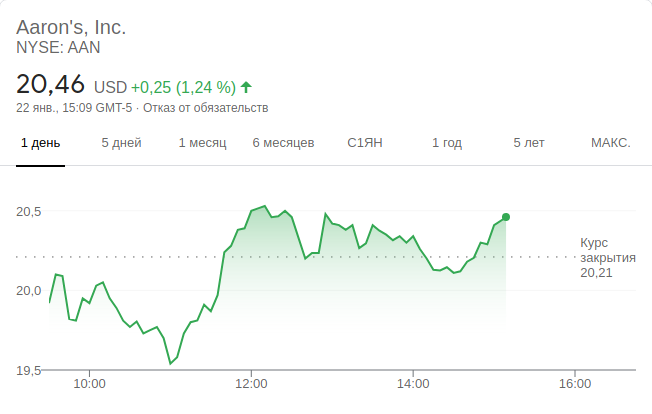 Aaron's, Inc.
NYSE: AAN
20,46 USD +0,25 (1,24 %)
22 янв., 15:09 GMT-5 · Отказ от обязательств
1 день 5 дней 1 месяц 6 месяцев С1ЯН 1 год 5 лет МАКС.
20,5
Курс
закрытия
20,21
20,0
19,5
10:00 12:00 14:00 16:00